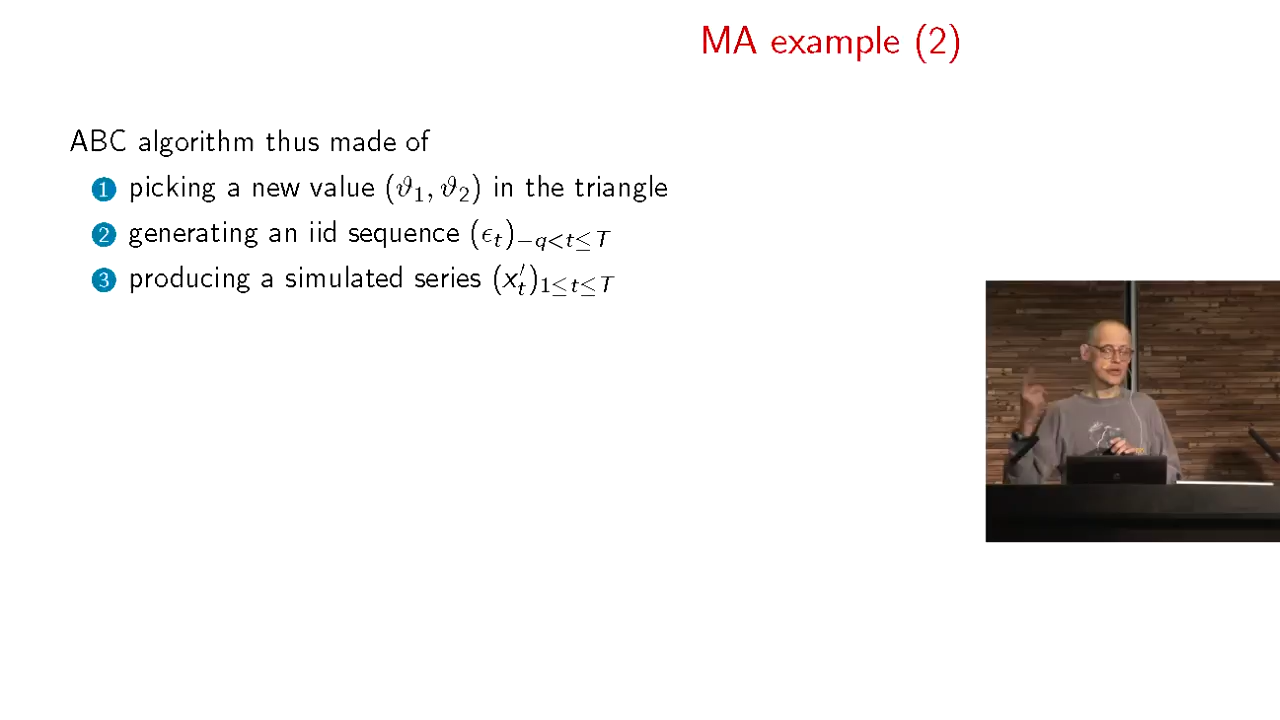 MA example (2)
ABC algorithm thus made of
1 picking a new value (ϑ₁, ϑ₂) in the triangle
2 generating an iid sequence (ϵₜ)₋q<t≤T
3 producing a simulated series (x′ₜ)₁≤t≤T